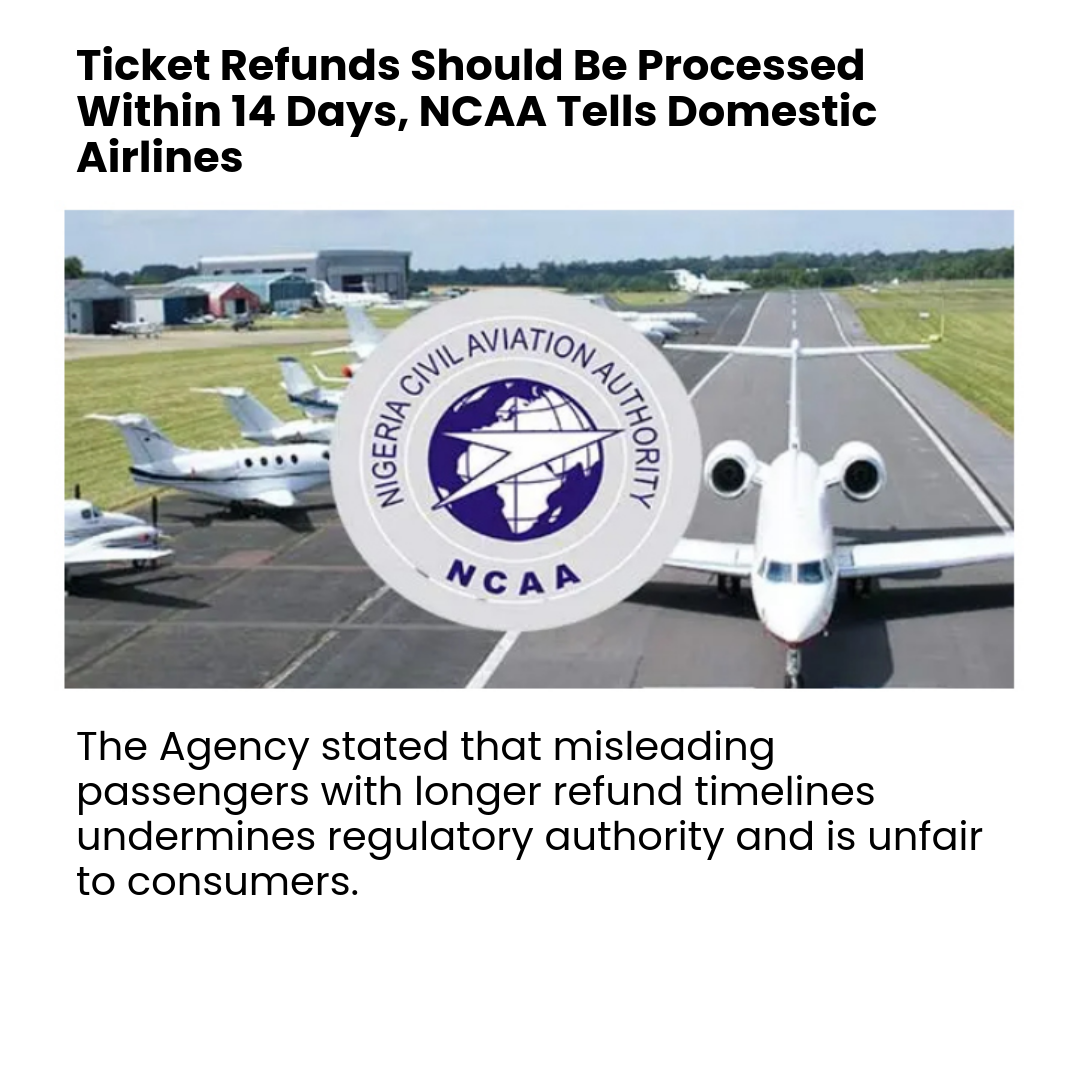 Ticket Refunds Should Be Processed
Within 14 Days, NCAA Tells Domestic
Airlines
NIGERIA CIVIL AVIATION AUTHORITY
NCAA
The Agency stated that misleading
passengers with longer refund timelines
undermines regulatory authority and is unfair
to consumers.